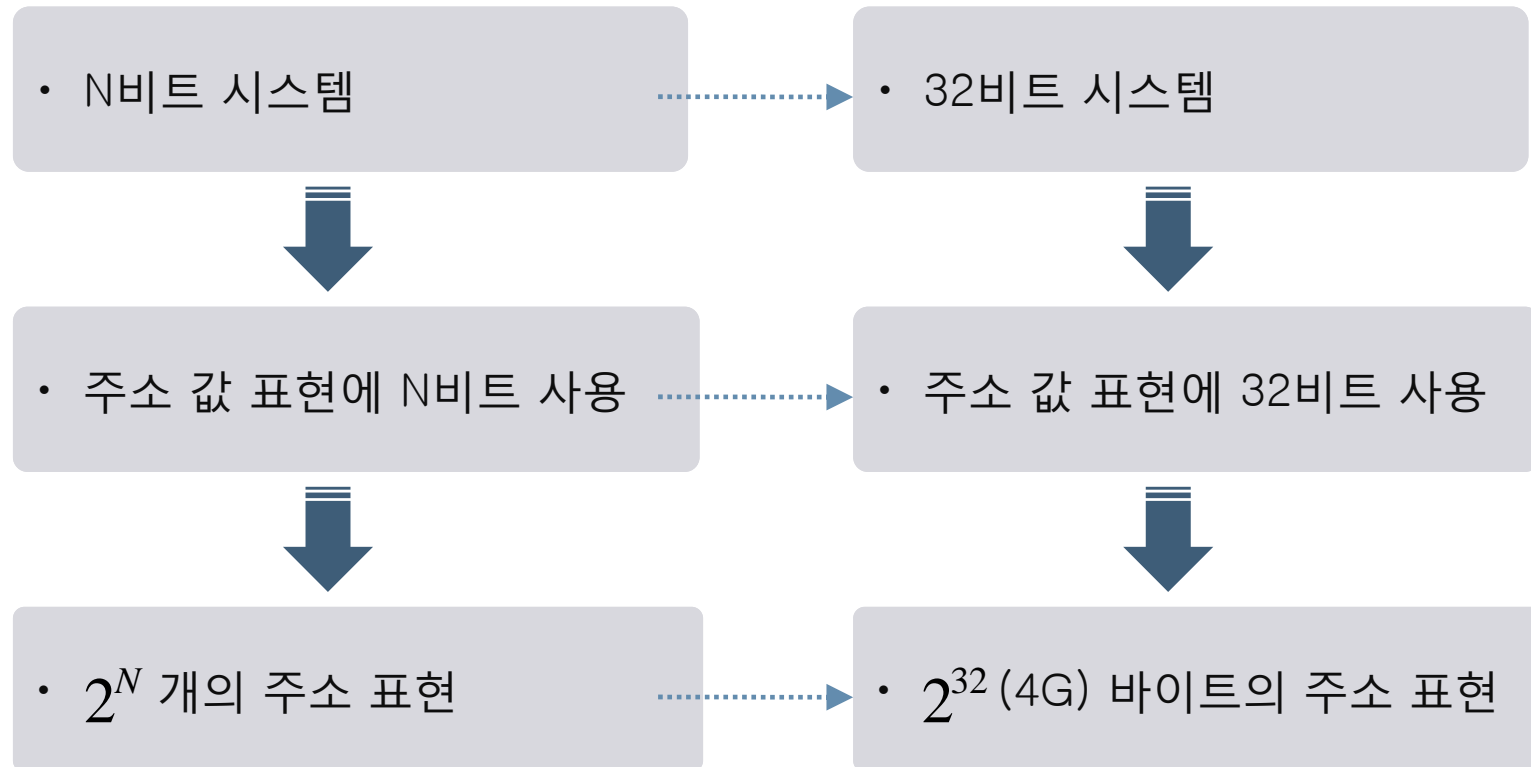 • N비트 시스템
• 32비트 시스템
• 주소 값 표현에 N비트 사용
• 주소 값 표현에 32비트 사용
• 2^N 개의 주소 표현
• 2^32 (4G) 바이트의 주소 표현